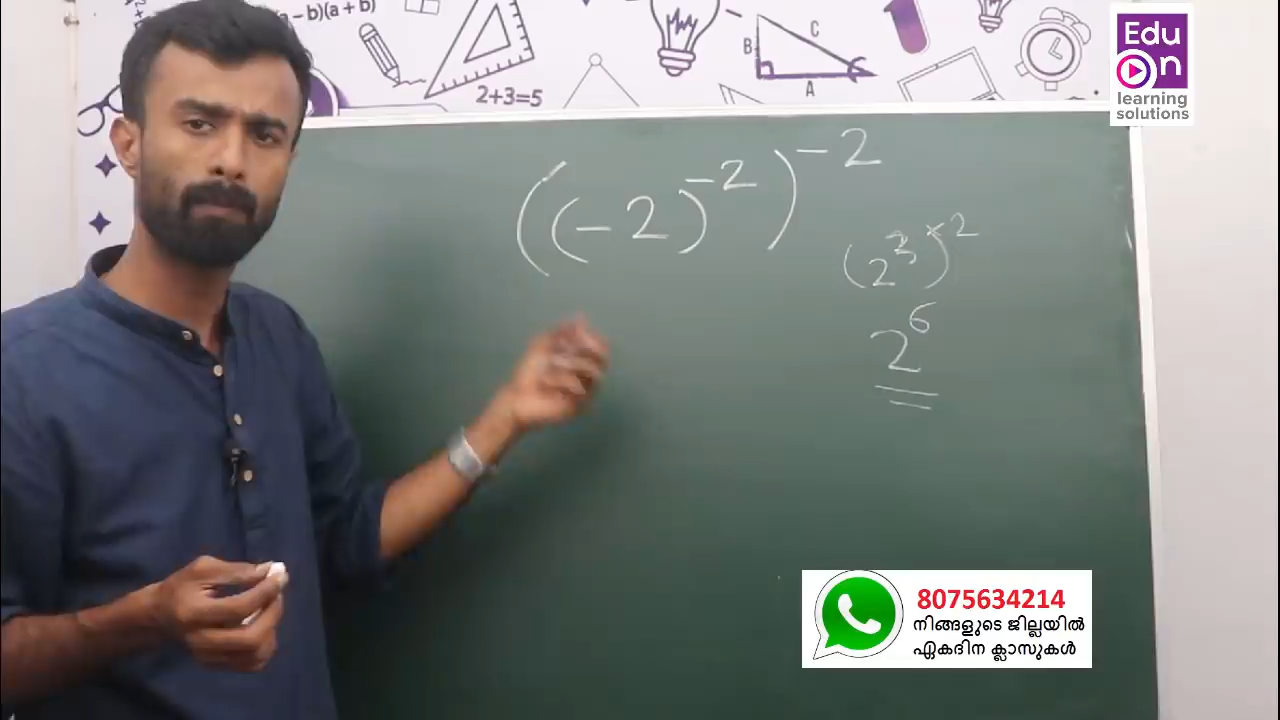 a – b)(a + b)
2+3=5
B
C
A
Edu
On
learning
solutions
((-2)^-2)^-2
(2^3)^×2
2^6
8075634214
നിങ്ങളുടെ ജില്ലയിൽ
ഏകദിന ക്ലാസുകൾ